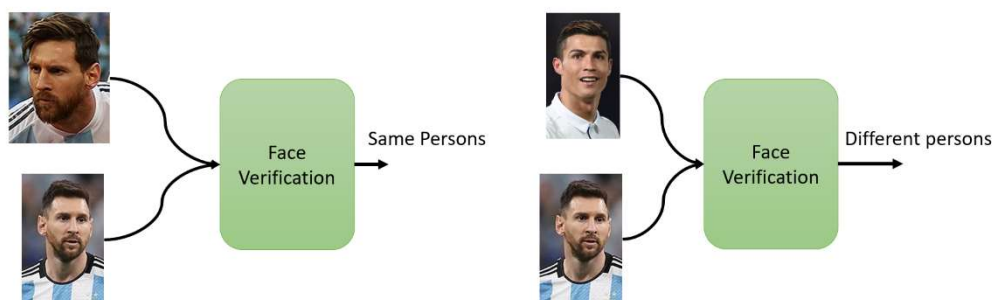 Face
Verification
Same Persons
Face
Verification
Different persons